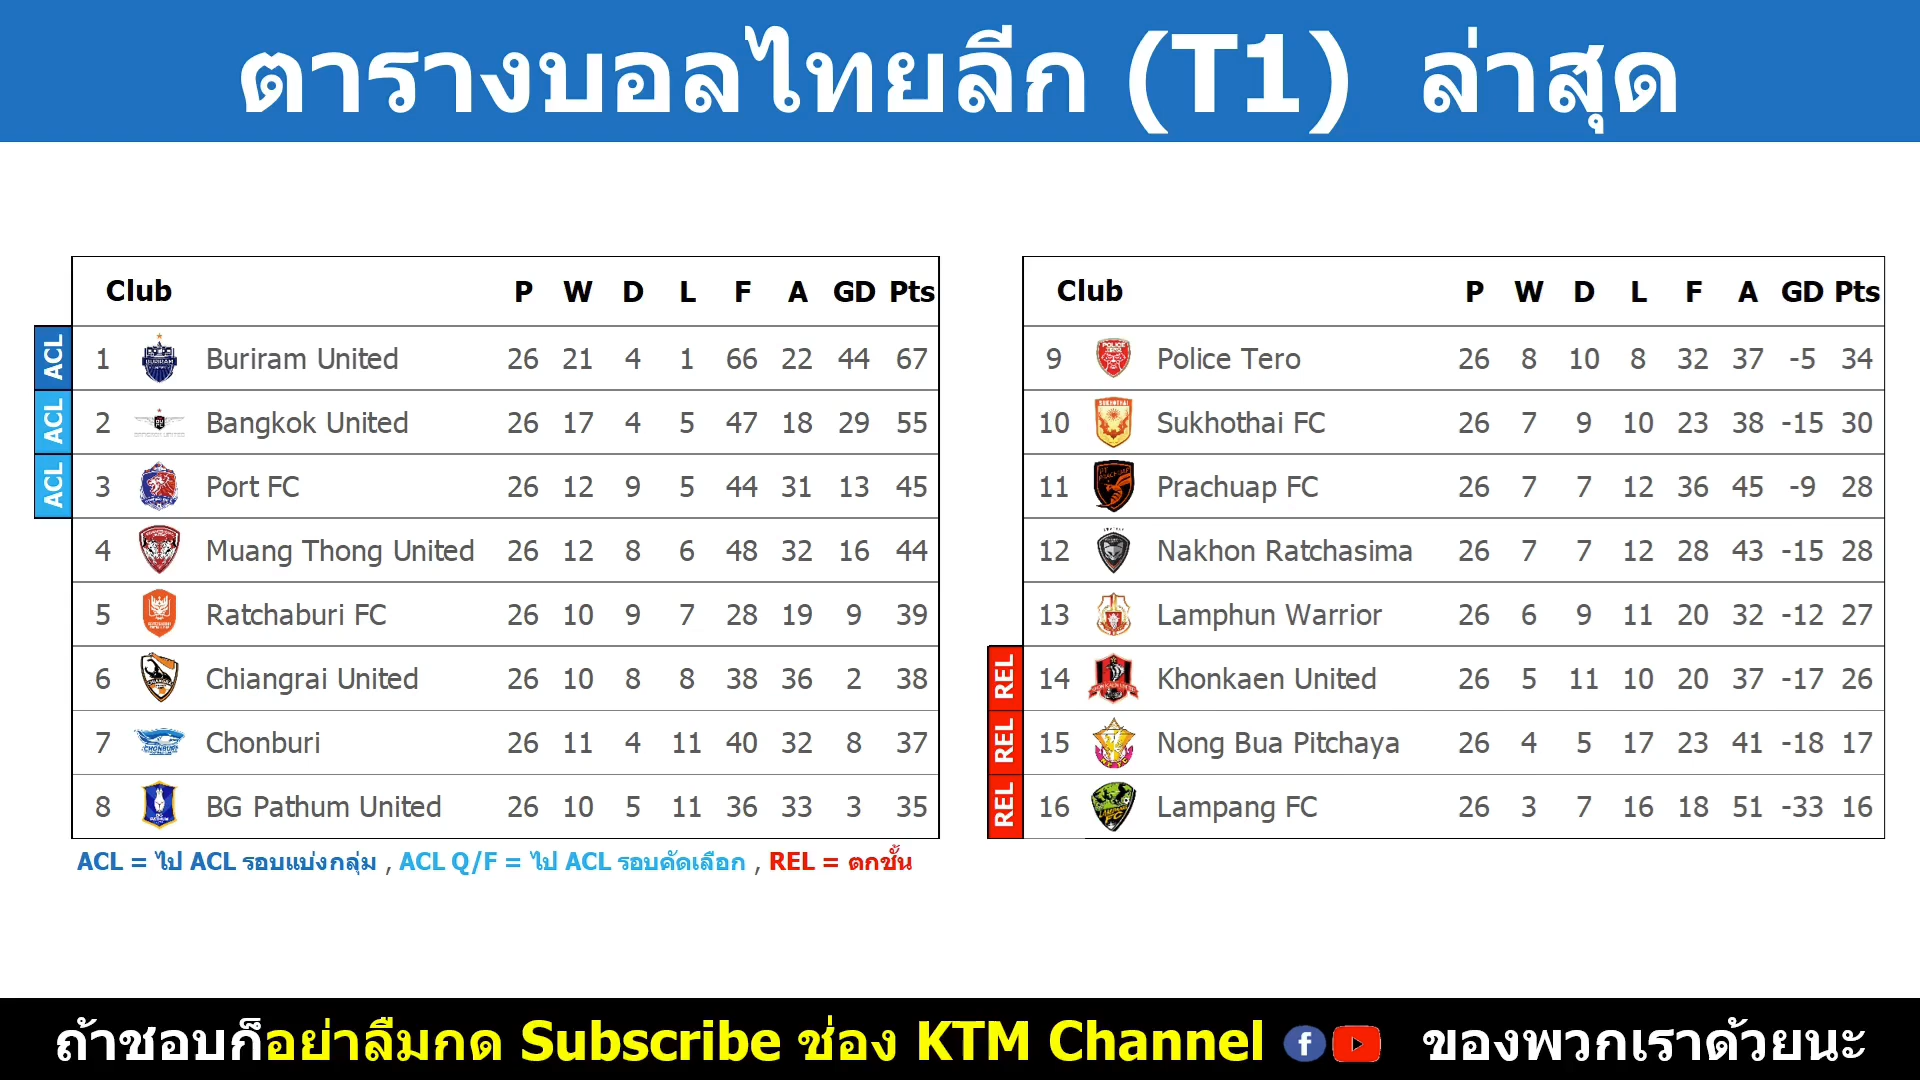 ตารางบอลไทยลีก (T1) ล่าสุด
Club P W D L F A GD Pts
ACL 1 Buriram United 26 21 4 1 66 22 44 67
ACL 2 Bangkok United 26 17 4 5 47 18 29 55
ACL 3 Port FC 26 12 9 5 44 31 13 45
4 Muang Thong United 26 12 8 6 48 32 16 44
5 Ratchaburi FC 26 10 9 7 28 19 9 39
6 Chiangrai United 26 10 8 8 38 36 2 38
7 Chonburi 26 11 4 11 40 32 8 37
8 BG Pathum United 26 10 5 11 36 33 3 35
ACL = ไป ACL รอบแบ่งกลุ่ม , ACL Q/F = ไป ACL รอบคัดเลือก , REL = ตกชั้น
Club P W D L F A GD Pts
9 Police Tero 26 8 10 8 32 37 -5 34
10 Sukhothai FC 26 7 9 10 23 38 -15 30
11 Prachuap FC 26 7 7 12 36 45 -9 28
12 Nakhon Ratchasima 26 7 7 12 28 43 -15 28
13 Lamphun Warrior 26 6 9 11 20 32 -12 27
REL 14 Khonkaen United 26 5 11 10 20 37 -17 26
REL 15 Nong Bua Pitchaya 26 4 5 17 23 41 -18 17
REL 16 Lampang FC 26 3 7 16 18 51 -33 16
ถ้าชอบก็อย่าลืมกด Subscribe ช่อง KTM Channel ของพวกเราด้วยนะ